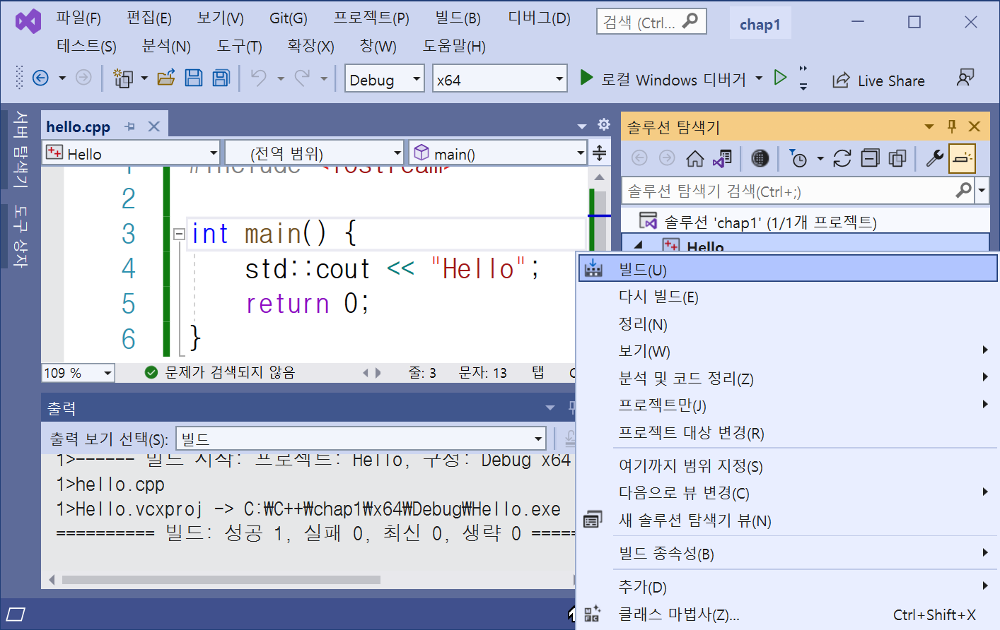 파일(F) 편집(E) 보기(V) Git(G) 프로젝트(P) 빌드(B) 디버그(D) 검색 (Ctrl... chap1
테스트(S) 분석(N) 도구(T) 확장(X) 창(W) 도움말(H)
Debug x64 로컬 Windows 디버거 Live Share
서버 탐색기
도구 상자
hello.cpp
Hello (전역 범위) main()
1 #include <iostream>
2
3 int main() {
4 std::cout << "Hello";
5 return 0;
6 }
109 % 문제가 검색되지 않음 줄: 3 문자: 13 탭
출력
출력 보기 선택(S): 빌드
1>------ 빌드 시작: 프로젝트: Hello, 구성: Debug x64
1>hello.cpp
1>Hello.vcxproj -> C:₩C++₩chap1₩x64₩Debug₩Hello.exe
========== 빌드: 성공 1, 실패 0, 최신 0, 생략 0 =====
솔루션 탐색기
솔루션 탐색기 검색(Ctrl+;)
솔루션 'chap1' (1/1개 프로젝트)
Hello
빌드(U)
다시 빌드(E)
정리(N)
보기(W)
분석 및 코드 정리(Z)
프로젝트만(J)
프로젝트 대상 변경(R)
여기까지 범위 지정(S)
다음으로 뷰 변경(C)
새 솔루션 탐색기 뷰(N)
빌드 종속성(B)
추가(D)
클래스 마법사(Z)... Ctrl+Shift+X